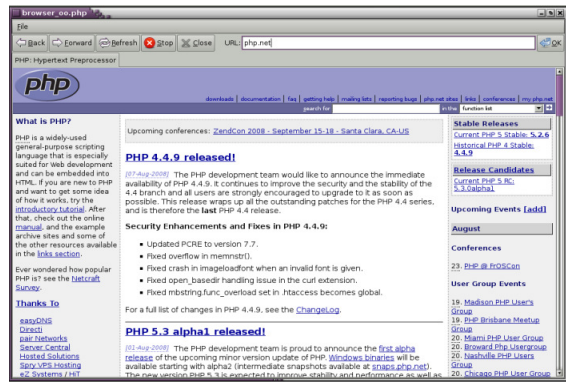 browser_oo.php
File
Back Forward Refresh Stop Close URL: php.net OK
PHP: Hypertext Preprocessor
php
downloads | documentation | faq | getting help | mailing lists | reporting bugs | php.net sites | links | conferences | my php.net
search for in the function list
What is PHP?
PHP is a widely-used
general-purpose scripting
language that is especially
suited for Web development
and can be embedded into
HTML. If you are new to PHP
and want to get some idea
of how it works, try the
introductory tutorial. After
that, check out the online
manual, and the example
archive sites and some of
the other resources available
in the links section.
Ever wondered how popular
PHP is? see the Netcraft
Survey.
Thanks To
easyDNS
Directi
pair Networks
Server Central
Hosted Solutions
Spry VPS Hosting
eZ Systems / HiT
Upcoming conferences: ZendCon 2008 - September 15-18 - Santa Clara, CA-US
PHP 4.4.9 released!
[07-Aug-2008] The PHP development team would like to announce the immediate
availability of PHP 4.4.9. It continues to improve the security and the stability of the
4.4 branch and all users are strongly encouraged to upgrade to it as soon as
possible. This release wraps up all the outstanding patches for the PHP 4.4 series,
and is therefore the last PHP 4.4 release.
Security Enhancements and Fixes in PHP 4.4.9:
Updated PCRE to version 7.7.
Fixed overflow in memnstr().
Fixed crash in imageloadfont when an invalid font is given.
Fixed open_basedir handling issue in the curl extension.
Fixed mbstring.func_overload set in .htaccess becomes global.
For a full list of changes in PHP 4.4.9, see the ChangeLog.
PHP 5.3 alpha1 released!
[01-Aug-2008] The PHP development team is proud to announce the first alpha
release of the upcoming minor version update of PHP. Windows binaries will be
available starting with alpha2 (intermediate snapshots available at snaps.php.net).
The new version PHP 5.3 is expected to improve stability and performance as well as
Stable Releases
Current PHP 5 Stable: 5.2.6
Historical PHP 4 Stable:
4.4.9
Release Candidates
Current PHP 5 RC:
5.3.0alpha1
Upcoming Events [add]
August
Conferences
23. PHP @ FrOSCon
User Group Events
19. Madison PHP User's
Group
19. PHP Brisbane Meetup
Group
20. Miami PHP User Group
20. Broward Php Usergroup
20. Nashville PHP Users
Group
20. Chicago PHP User Group